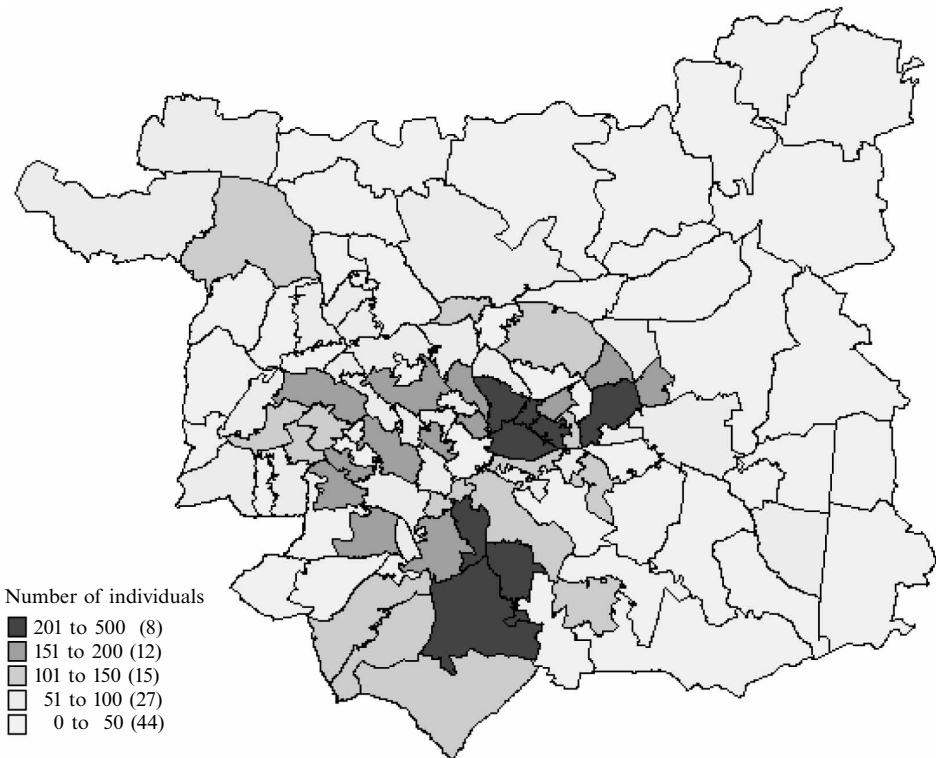 Number of individuals
201 to 500 (8)
151 to 200 (12)
101 to 150 (15)
51 to 100 (27)
0 to 50 (44)